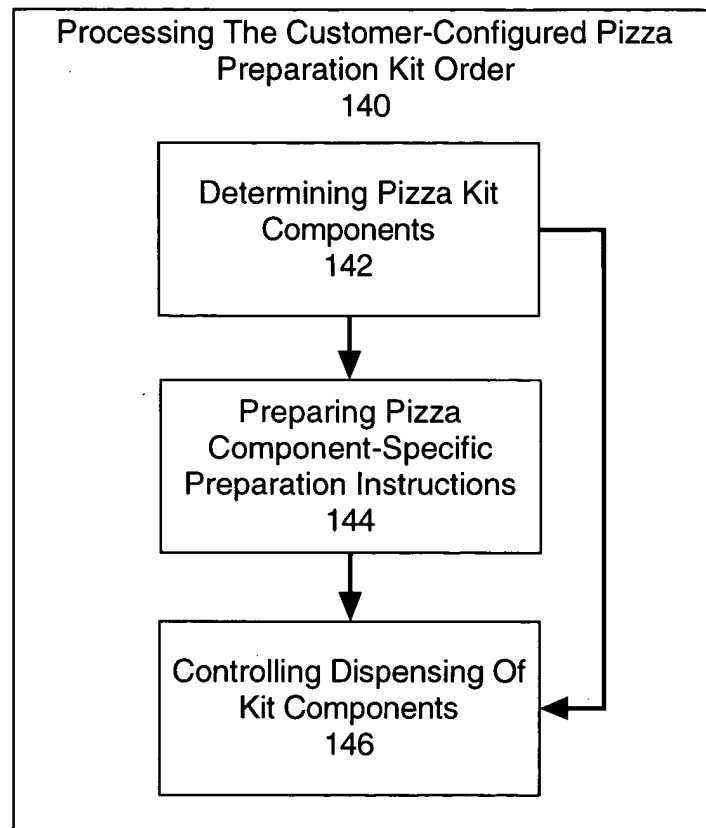 Processing The Customer-Configured Pizza
Preparation Kit Order
140
Determining Pizza Kit
Components
142
Preparing Pizza
Component-Specific
Preparation Instructions
144
Controlling Dispensing Of
Kit Components
146